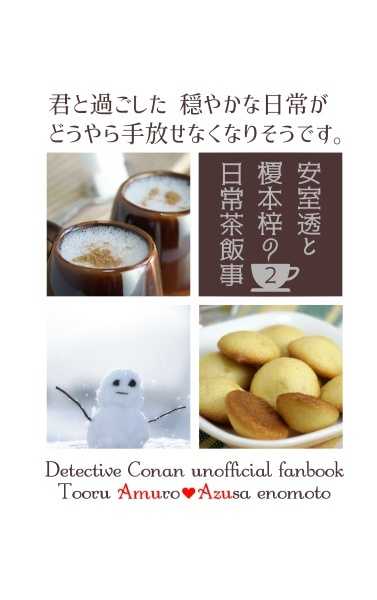 君と過ごした 穏やかな日常が
どうやら手放せなくなりそうです。
安室透と
榎本梓の
日常茶飯事
2
Detective Conan unofficial fanbook
Tooru Amuro♥Azusa enomoto